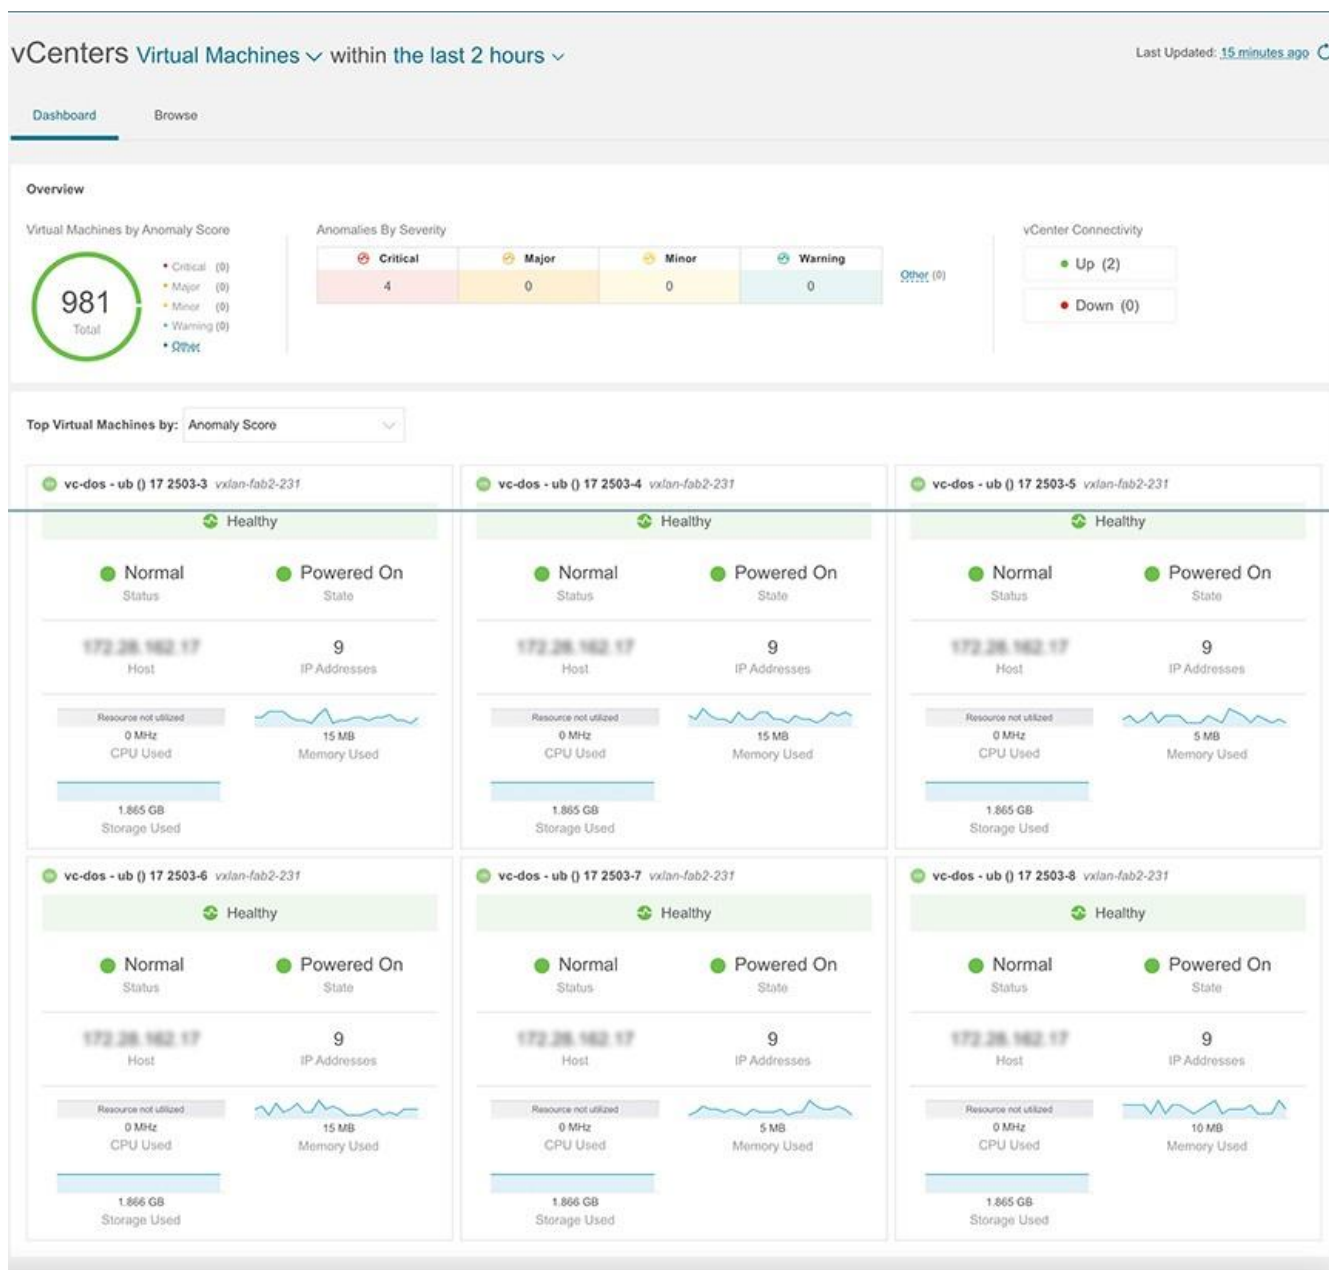 vCenters Virtual Machines within the last 2 hours
Last Updated: 15 minutes ago
Dashboard Browse
Overview
Virtual Machines by Anomaly Score
981
Total
Critical (0)
Major (0)
Minor (0)
Warning (0)
Other
Anomalies By Severity
Critical Major Minor Warning
4 0 0 0
Other (0)
vCenter Connectivity
Up (2)
Down (0)
Top Virtual Machines by: Anomaly Score
vc-dos - ub () 17 2503-3 vxlan-fab2-231
Healthy
Normal Powered On
Status State
9
Host IP Addresses
Resource not utilized
0 MHz 15 MB
CPU Used Memory Used
1.865 GB
Storage Used
vc-dos - ub () 17 2503-4 vxlan-fab2-231
Healthy
Normal Powered On
Status State
9
Host IP Addresses
Resource not utilized
0 MHz 15 MB
CPU Used Memory Used
1.865 GB
Storage Used
vc-dos - ub () 17 2503-5 vxlan-fab2-231
Healthy
Normal Powered On
Status State
9
Host IP Addresses
Resource not utilized
0 MHz 5 MB
CPU Used Memory Used
1.865 GB
Storage Used
vc-dos - ub () 17 2503-6 vxlan-fab2-231
Healthy
Normal Powered On
Status State
9
Host IP Addresses
Resource not utilized
0 MHz 15 MB
CPU Used Memory Used
1.866 GB
Storage Used
vc-dos - ub () 17 2503-7 vxlan-fab2-231
Healthy
Normal Powered On
Status State
9
Host IP Addresses
Resource not utilized
0 MHz 5 MB
CPU Used Memory Used
1.866 GB
Storage Used
vc-dos - ub () 17 2503-8 vxlan-fab2-231
Healthy
Normal Powered On
Status State
9
Host IP Addresses
Resource not utilized
0 MHz 10 MB
CPU Used Memory Used
1.865 GB
Storage Used